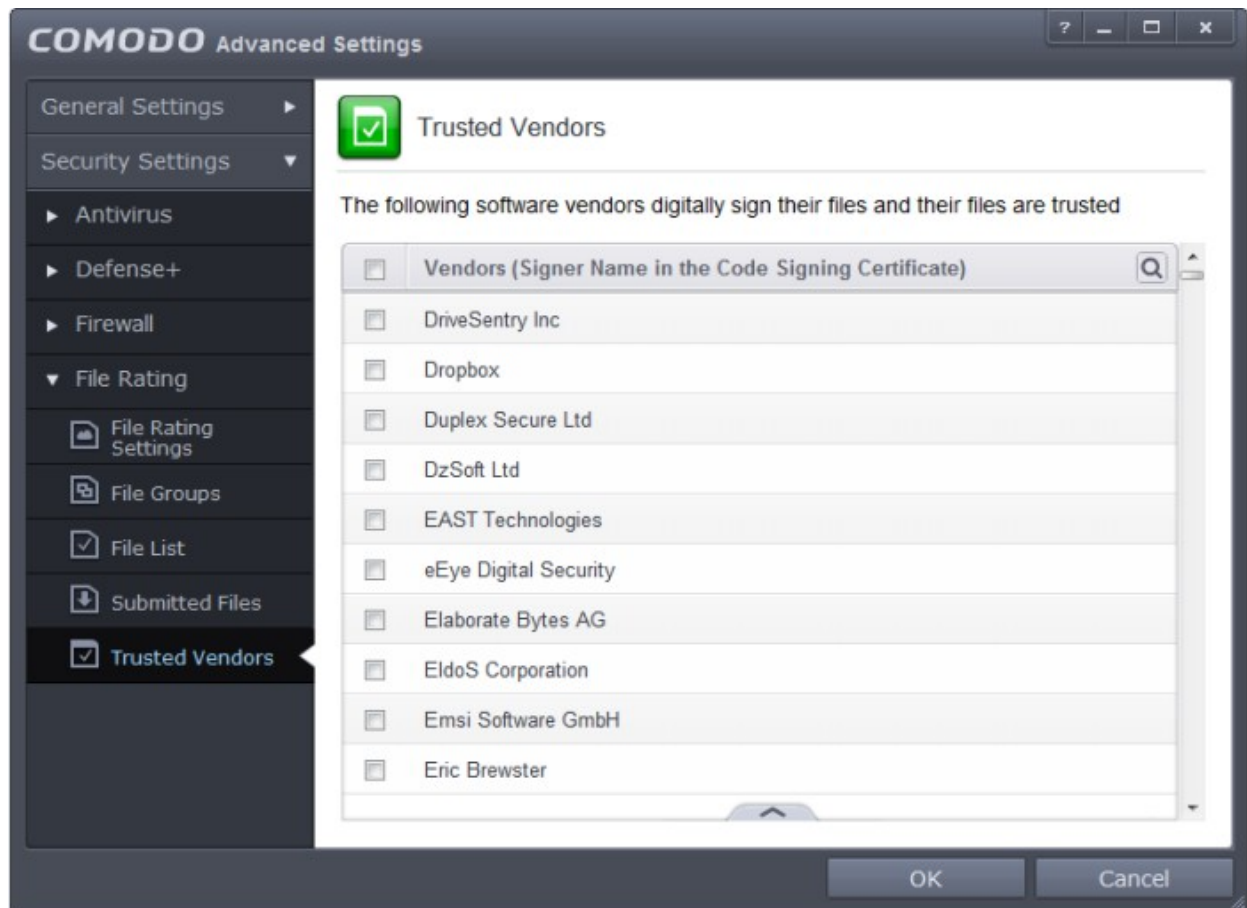 COMODO Advanced Settings
?
General Settings
Security Settings
Antivirus
Defense+
Firewall
File Rating
File Rating
Settings
File Groups
File List
Submitted Files
Trusted Vendors
Trusted Vendors
The following software vendors digitally sign their files and their files are trusted
Vendors (Signer Name in the Code Signing Certificate)
DriveSentry Inc
Dropbox
Duplex Secure Ltd
DzSoft Ltd
EAST Technologies
eEye Digital Security
Elaborate Bytes AG
EldoS Corporation
Emsi Software GmbH
Eric Brewster
OK
Cancel